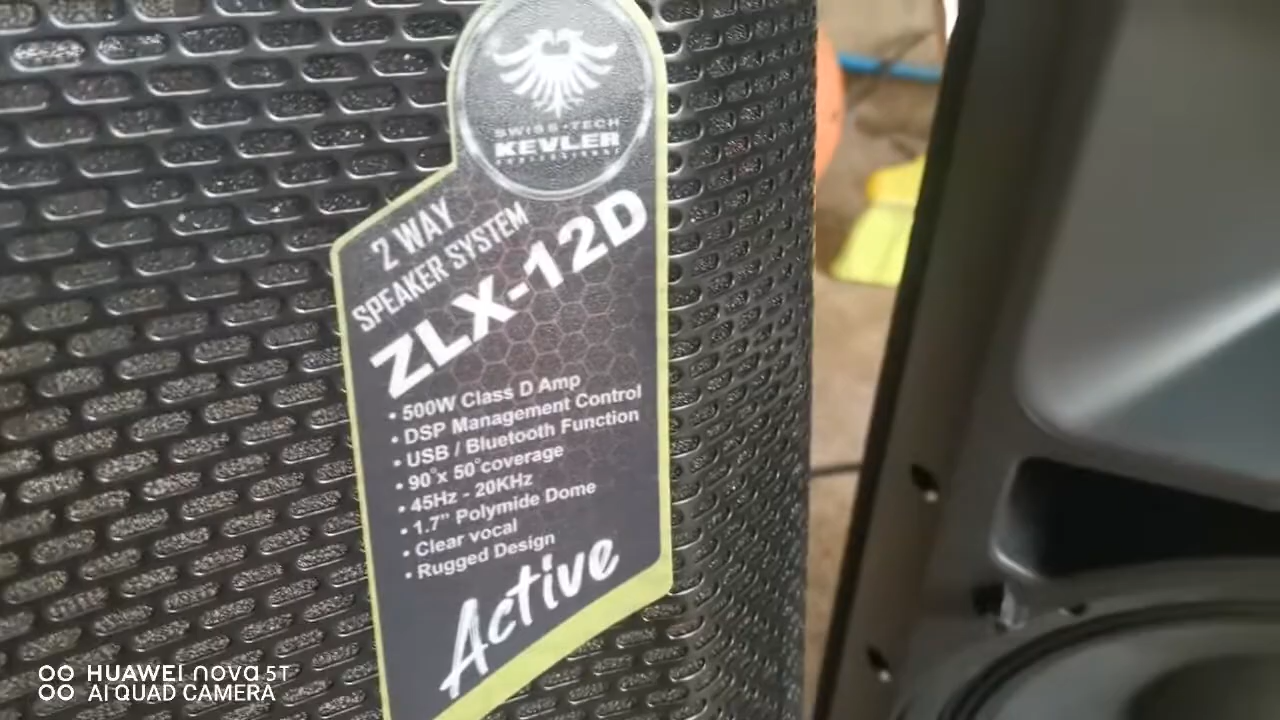 SWISS-TECH
KEVLER
PROFESSIONAL
2 WAY
SPEAKER SYSTEM
ZLX-12D
• 500W Class D Amp
• DSP Management Control
• USB / Bluetooth Function
• 90°x 50°coverage
• 45Hz - 20KHz
• 1.7” Polymide Dome
• Clear vocal
• Rugged Design
Active
HUAWEI nova 5T
AI QUAD CAMERA